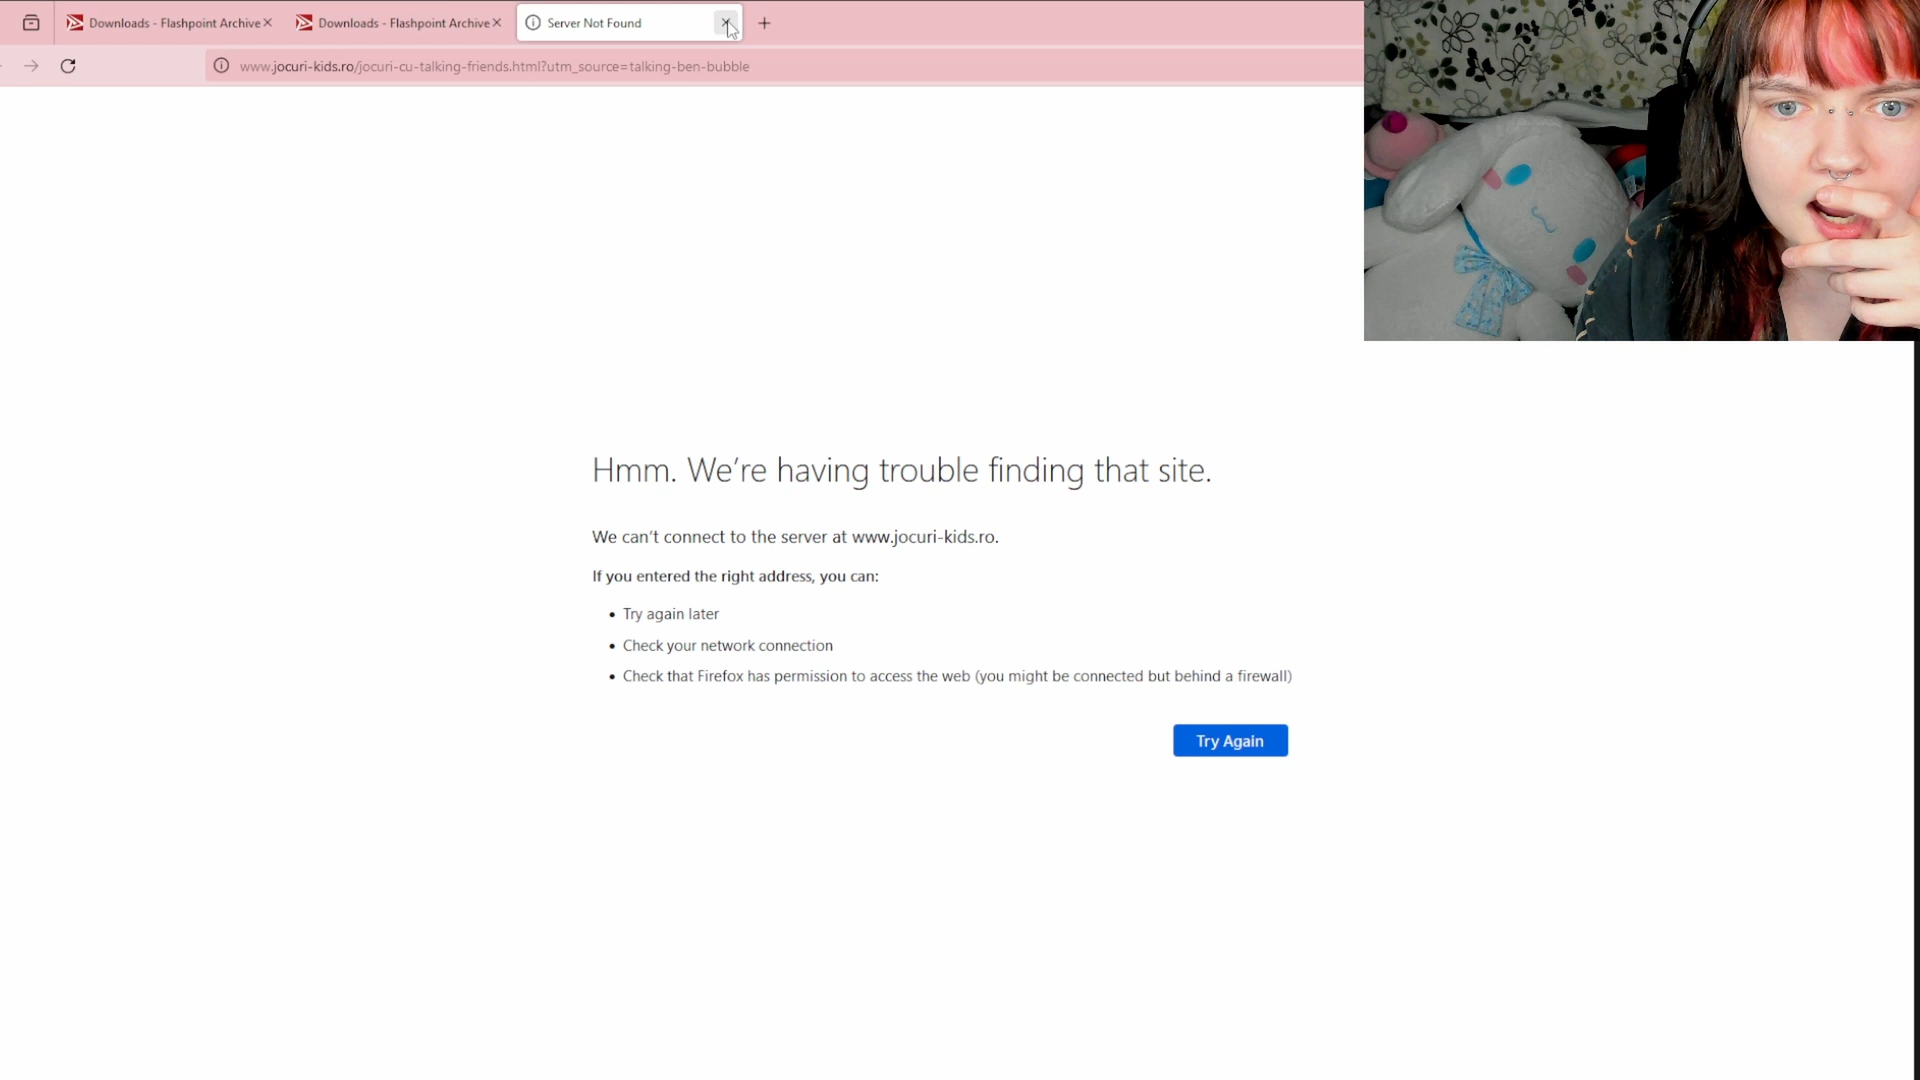 Downloads - Flashpoint Archive
Downloads - Flashpoint Archive
Server Not Found
www.jocuri-kids.ro/jocuri-cu-talking-friends.html?utm_source=talking-ben-bubble
Hmm. We’re having trouble finding that site.
We can’t connect to the server at www.jocuri-kids.ro.
If you entered the right address, you can:
• Try again later
• Check your network connection
• Check that Firefox has permission to access the web (you might be connected but behind a firewall)
Try Again